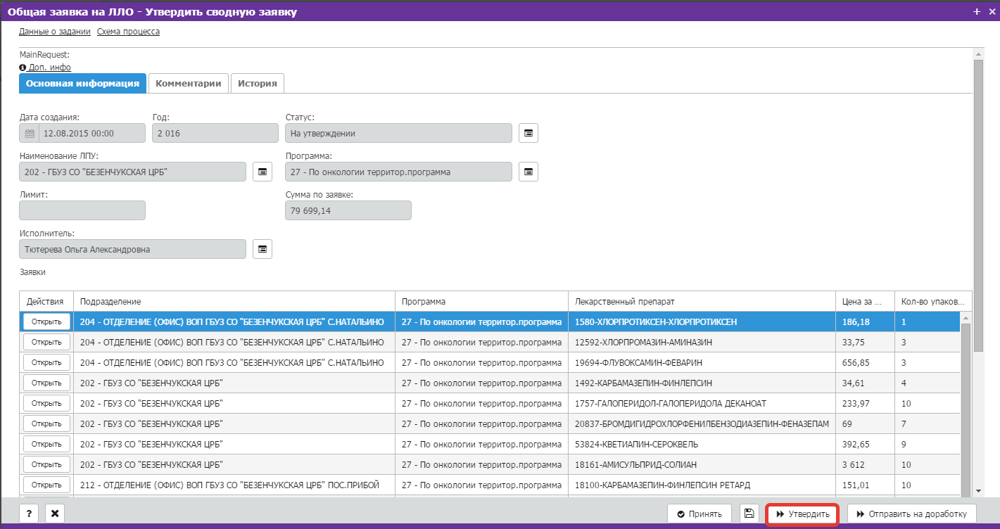 Общая заявка на ЛЛО - Утвердить сводную заявку
Данные о задании Схема процесса
MainRequest:
Доп. инфо
Основная информация Комментарии История
Дата создания: Год: Статус:
12.08.2015 00:00 2 016 На утверждении
Наименование ЛПУ: Программа:
202 - ГБУЗ СО "БЕЗЕНЧУКСКАЯ ЦРБ" 27 - По онкологии территор.программа
Лимит: Сумма по заявке:
79 699,14
Исполнитель:
Тютерева Ольга Александровна
Заявки
Действия Подразделение Программа Лекарственный препарат Цена за ... Кол-во упаков...
Открыть 204 - ОТДЕЛЕНИЕ (ОФИС) ВОП ГБУЗ СО "БЕЗЕНЧУКСКАЯ ЦРБ" С.НАТАЛЬИНО 27 - По онкологии территор.программа 1580-ХЛОРПРОТИКСЕН-ХЛОРПРОТИКСЕН 186,18 1
Открыть 204 - ОТДЕЛЕНИЕ (ОФИС) ВОП ГБУЗ СО "БЕЗЕНЧУКСКАЯ ЦРБ" С.НАТАЛЬИНО 27 - По онкологии территор.программа 12592-ХЛОРПРОМАЗИН-АМИНАЗИН 33,75 3
Открыть 204 - ОТДЕЛЕНИЕ (ОФИС) ВОП ГБУЗ СО "БЕЗЕНЧУКСКАЯ ЦРБ" С.НАТАЛЬИНО 27 - По онкологии территор.программа 19694-ФЛУВОКСАМИН-ФЕВАРИН 656,85 3
Открыть 202 - ГБУЗ СО "БЕЗЕНЧУКСКАЯ ЦРБ" 27 - По онкологии территор.программа 1492-КАРБАМАЗЕПИН-ФИНЛЕПСИН 34,61 4
Открыть 202 - ГБУЗ СО "БЕЗЕНЧУКСКАЯ ЦРБ" 27 - По онкологии территор.программа 1757-ГАЛОПЕРИДОЛ-ГАЛОПЕРИДОЛА ДЕКАНОАТ 233,97 10
Открыть 202 - ГБУЗ СО "БЕЗЕНЧУКСКАЯ ЦРБ" 27 - По онкологии территор.программа 20837-БРОМДИГИДРОХЛОРФЕНИЛБЕНЗОДИАЗЕПИН-ФЕНАЗЕПАМ 69 7
Открыть 202 - ГБУЗ СО "БЕЗЕНЧУКСКАЯ ЦРБ" 27 - По онкологии территор.программа 53824-КВЕТИАПИН-СЕРОКВЕЛЬ 392,65 9
Открыть 202 - ГБУЗ СО "БЕЗЕНЧУКСКАЯ ЦРБ" 27 - По онкологии территор.программа 18161-АМИСУЛЬПРИД-СОЛИАН 3 612 10
Открыть 212 - ОТДЕЛЕНИЕ (ОФИС) ВОП ГБУЗ СО "БЕЗЕНЧУКСКАЯ ЦРБ" ПОС.ПРИБОЙ 27 - По онкологии территор.программа 18100-КАРБАМАЗЕПИН-ФИНЛЕПСИН РЕТАРД 151,01 10
? Принять Утвердить Отправить на доработку